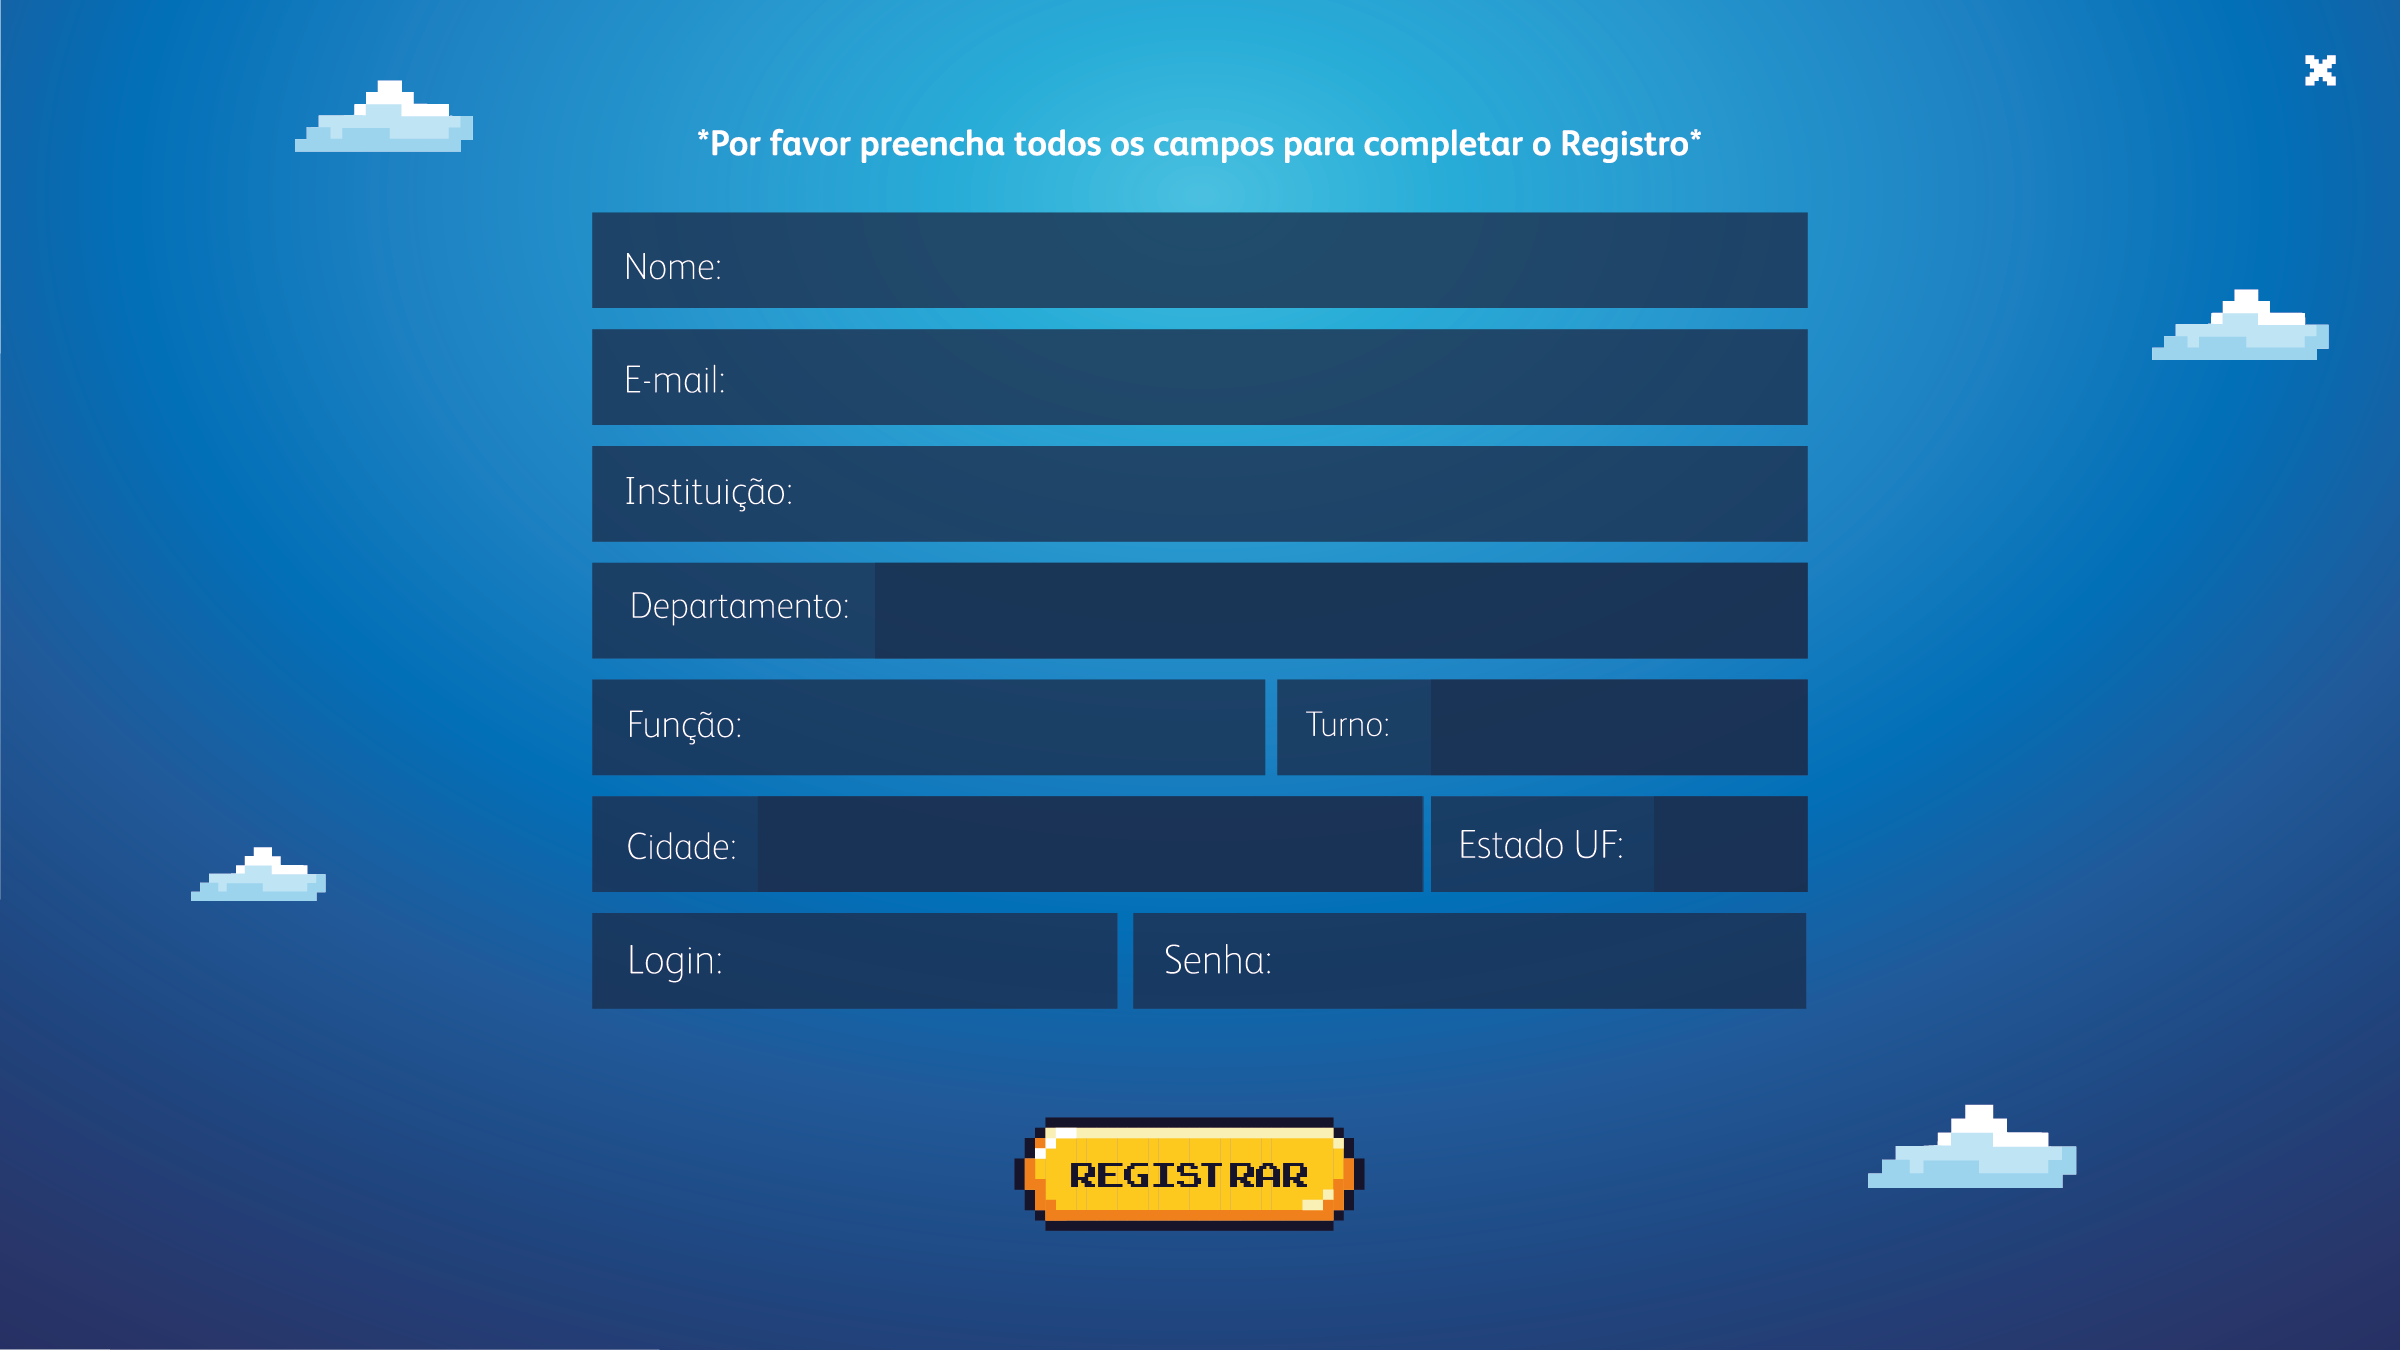 *Por favor preencha todos os campos para completar o Registro*
Nome:
E-mail:
Instituição:
Departamento:
Função:
Turno:
Cidade:
Estado UF:
Login:
Senha:
REGISTRAR